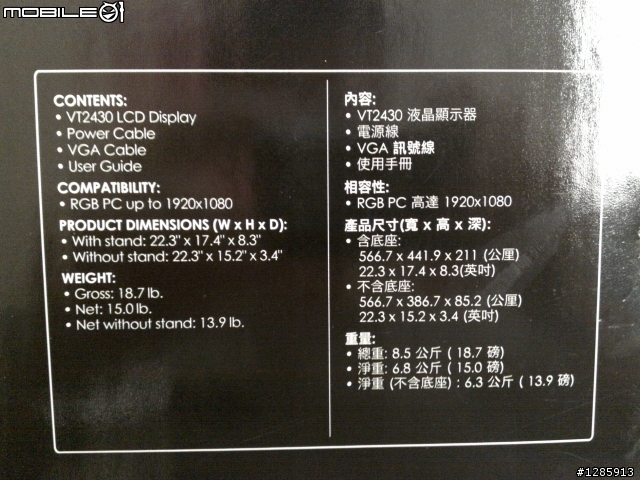 MOBILE01
CONTENTS:
• VT2430 LCD Display
• Power Cable
• VGA Cable
• User Guide
COMPATIBILITY:
• RGB PC up to 1920x1080
PRODUCT DIMENSIONS (W x H x D):
• With stand: 22.3" x 17.4" x 8.3"
• Without stand: 22.3" x 15.2" x 3.4"
WEIGHT:
• Gross: 18.7 lb.
• Net: 15.0 lb.
• Net without stand: 13.9 lb.
內容:
• VT2430 液晶顯示器
• 電源線
• VGA 訊號線
• 使用手冊
相容性:
• RGB PC 高達 1920x1080
產品尺寸(寬 x 高 x 深):
• 含底座:
566.7 x 441.9 x 211 (公厘)
22.3 x 17.4 x 8.3(英吋)
• 不含底座:
566.7 x 386.7 x 85.2 (公厘)
22.3 x 15.2 x 3.4 (英吋)
重量:
• 總重: 8.5 公斤 ( 18.7 磅)
• 淨重: 6.8 公斤 ( 15.0 磅)
• 淨重 (不含底座) : 6.3 公斤 ( 13.9 磅)
#1285913